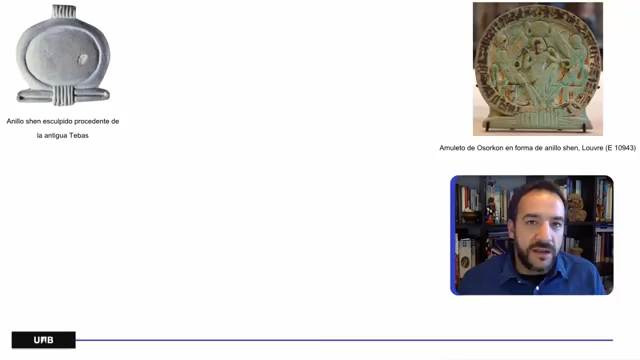 Anillo shen esculpido procedente de
la antigua Tebas
Amuleto de Osorkon en forma de anillo shen, Louvre (E 10943)
UAB